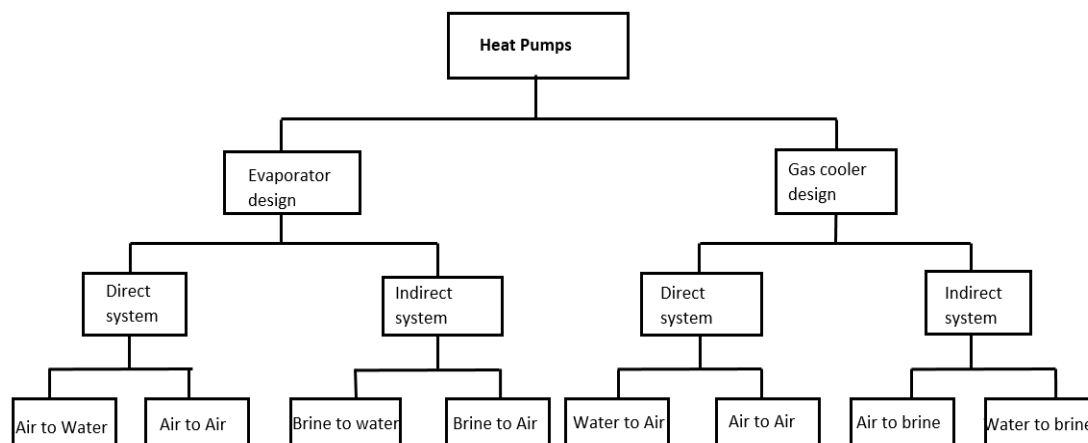 Heat Pumps
Evaporator
design
Gas cooler
design
Direct
system
Indirect
system
Direct
system
Indirect
system
Air to Water
Air to Air
Brine to water
Brine to Air
Water to Air
Air to Air
Air to brine
Water to brine